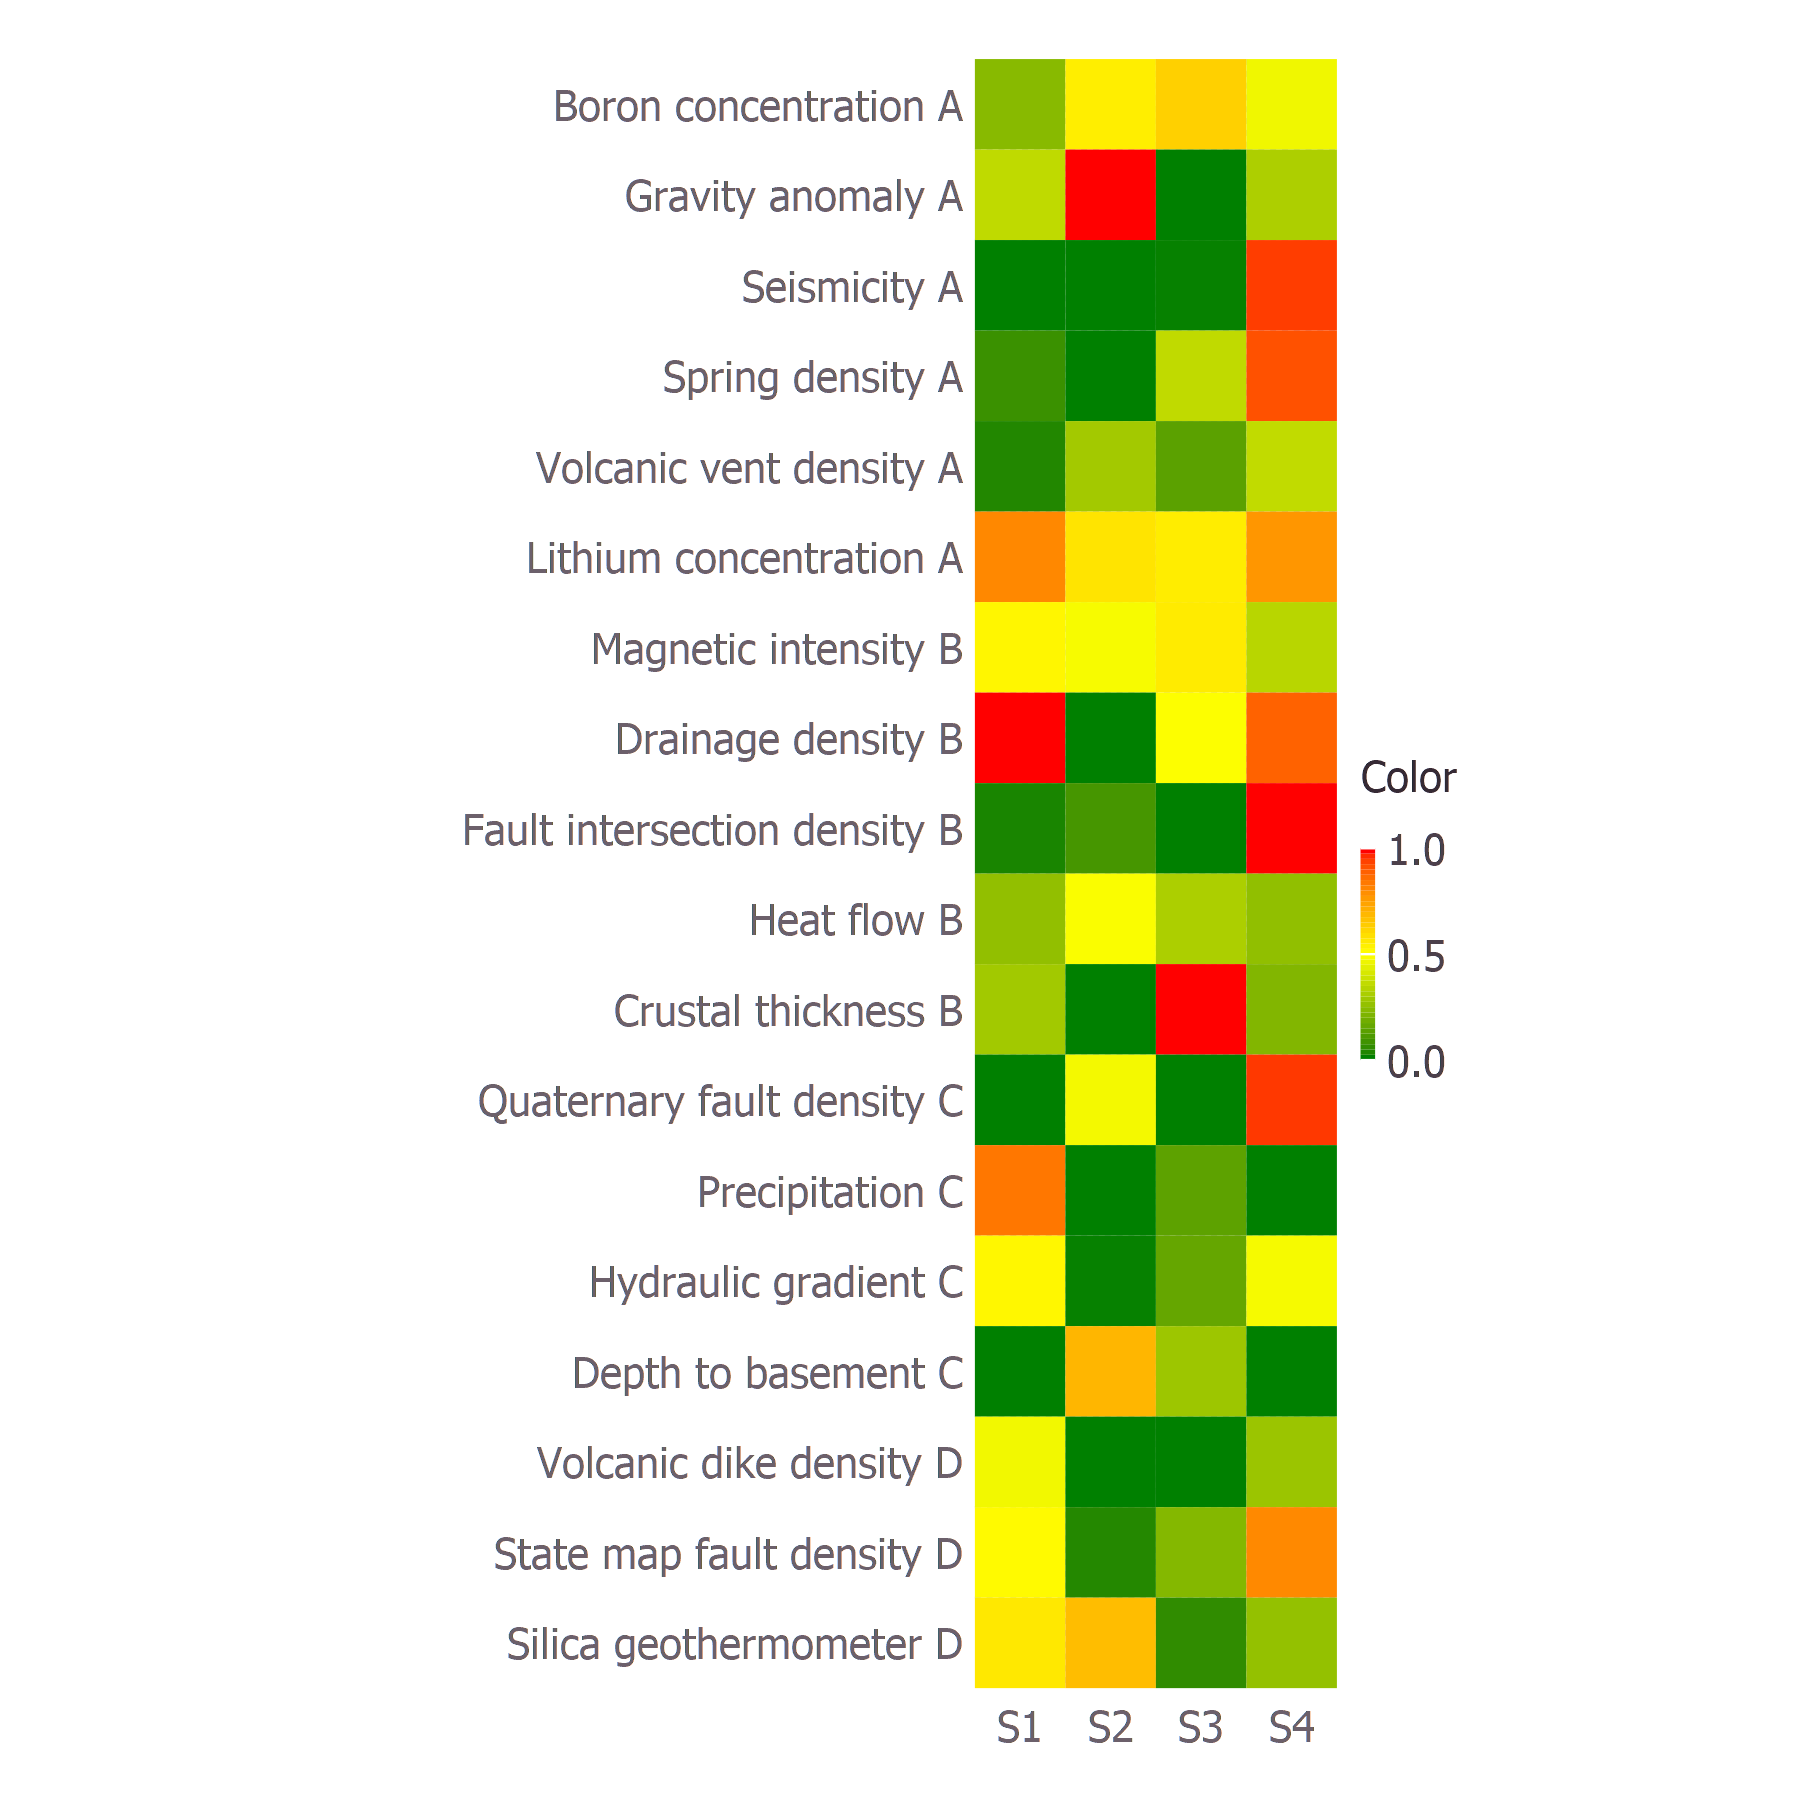 Boron concentration A
Gravity anomaly A
Seismicity A
Spring density A
Volcanic vent density A
Lithium concentration A
Magnetic intensity B
Drainage density B
Fault intersection density B
Heat flow B
Crustal thickness B
Quaternary fault density C
Precipitation C
Hydraulic gradient C
Depth to basement C
Volcanic dike density D
State map fault density D
Silica geothermometer D
S1 S2 S3 S4
Color
1.0
0.5
0.0